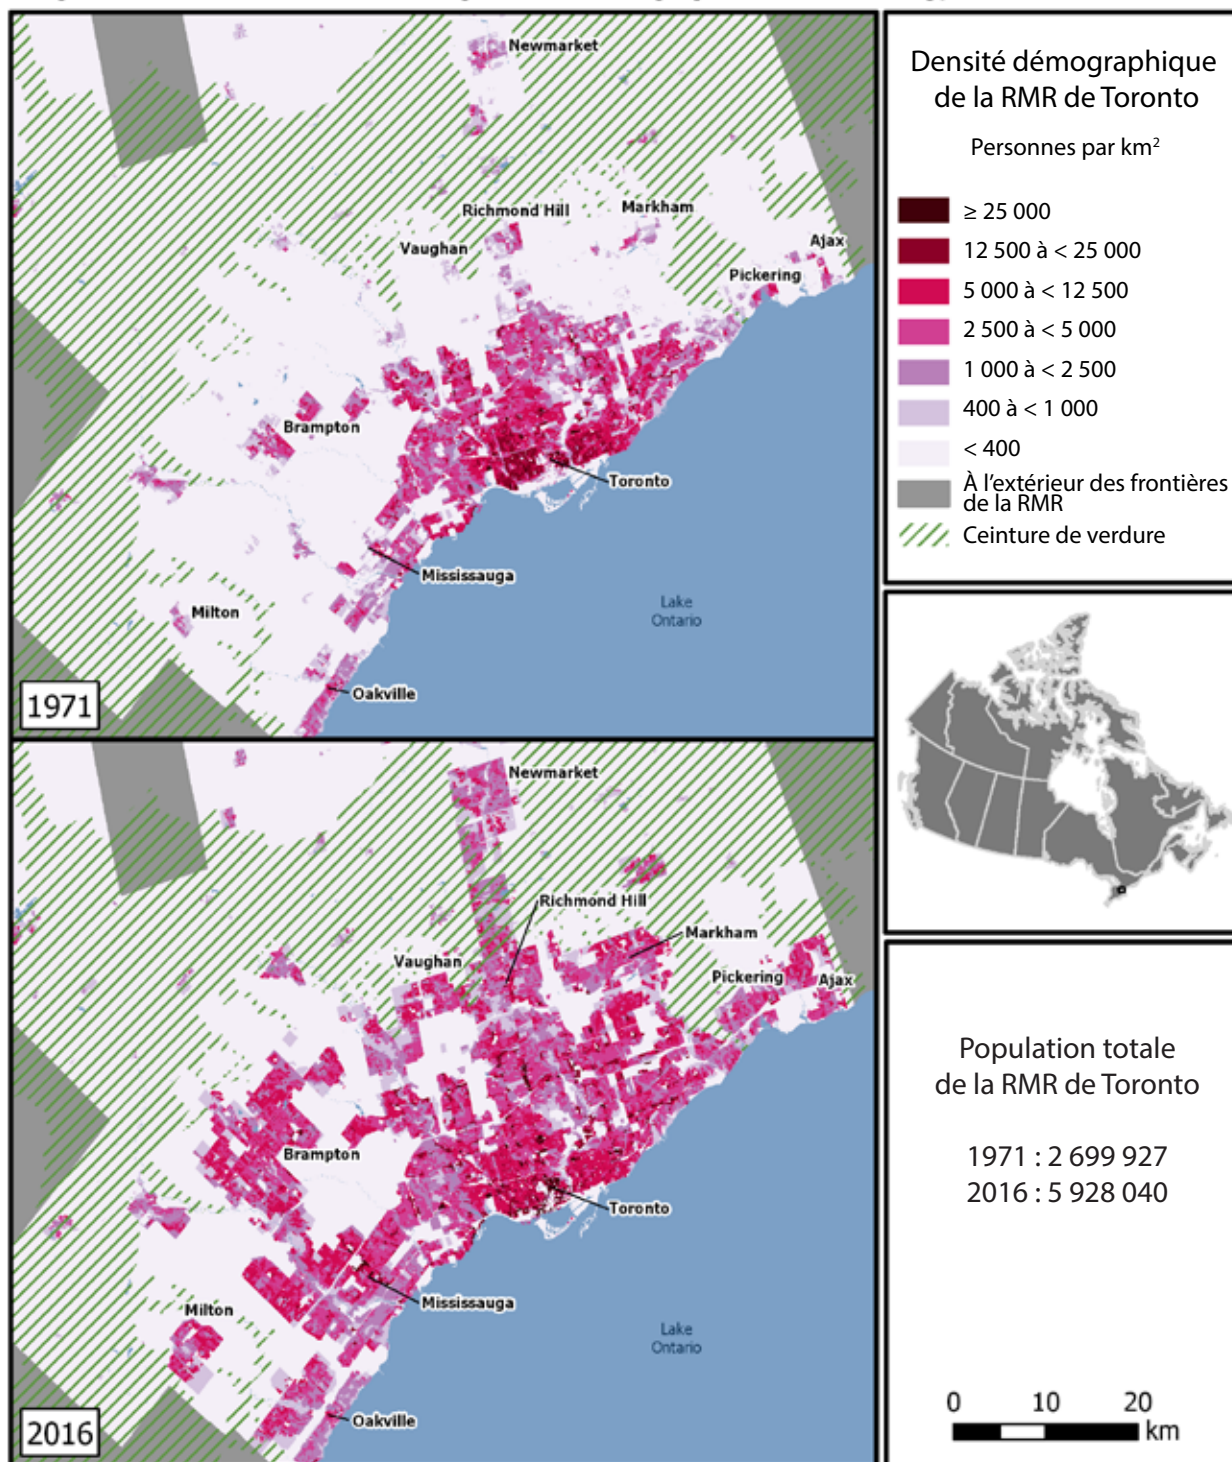 Newmarket
Richmond Hill
Markham
Vaughan
Ajax
Pickering
Brampton
Toronto
Mississauga
Milton
Lake
Ontario
Oakville
1971
Newmarket
Richmond Hill
Markham
Vaughan
Pickering
Ajax
Brampton
Toronto
Mississauga
Milton
Lake
Ontario
Oakville
2016
Densité démographique
de la RMR de Toronto
Personnes par km²
≥ 25 000
12 500 à < 25 000
5 000 à < 12 500
2 500 à < 5 000
1 000 à < 2 500
400 à < 1 000
< 400
À l'extérieur des frontières
de la RMR
Ceinture de verdure
Population totale
de la RMR de Toronto
1971 : 2 699 927
2016 : 5 928 040
0 10 20
km